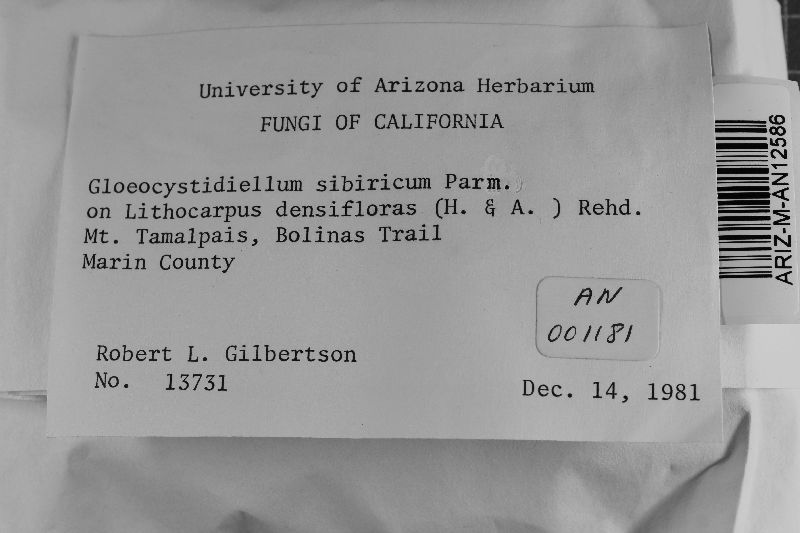 University of Arizona Herbarium
FUNGI OF CALIFORNIA
Gloeocystidiellum sibiricum Parm.
on Lithocarpus densifloras (H. & A. ) Rehd.
Mt. Tamalpais, Bolinas Trail
Marin County
AN
001181
Robert L. Gilbertson
No. 13731
Dec. 14, 1981
ARIZ-M-AN12586